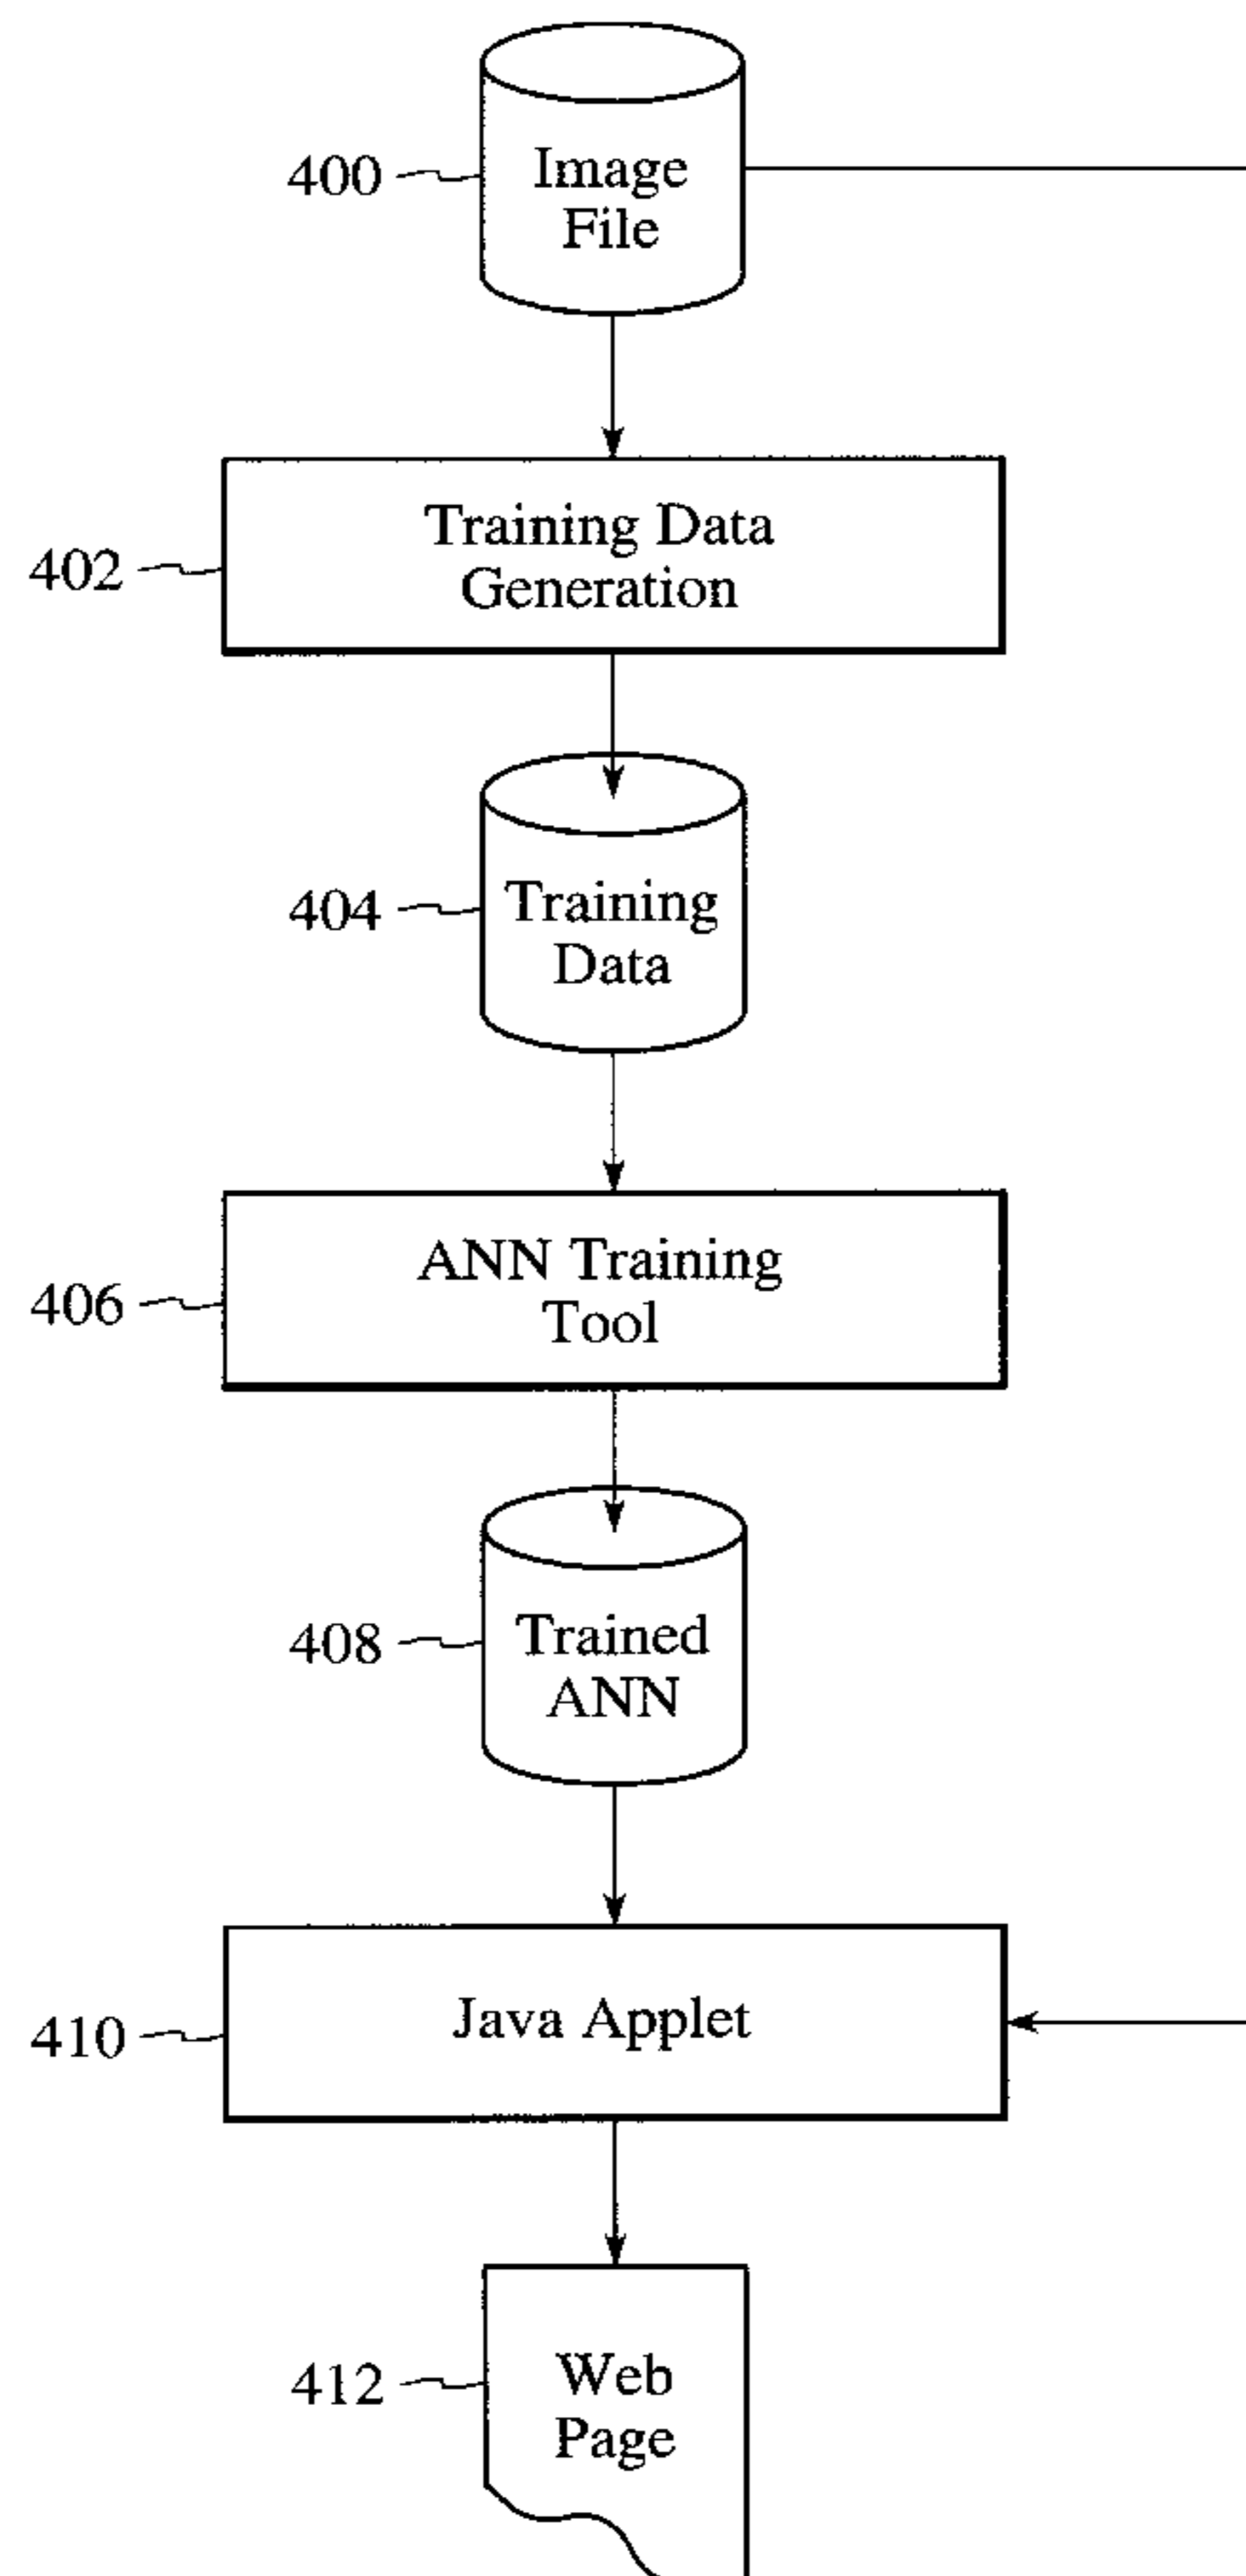 400
Image
File
402
Training Data
Generation
404
Training
Data
406
ANN Training
Tool
408
Trained
ANN
410
Java Applet
412
Web
Page